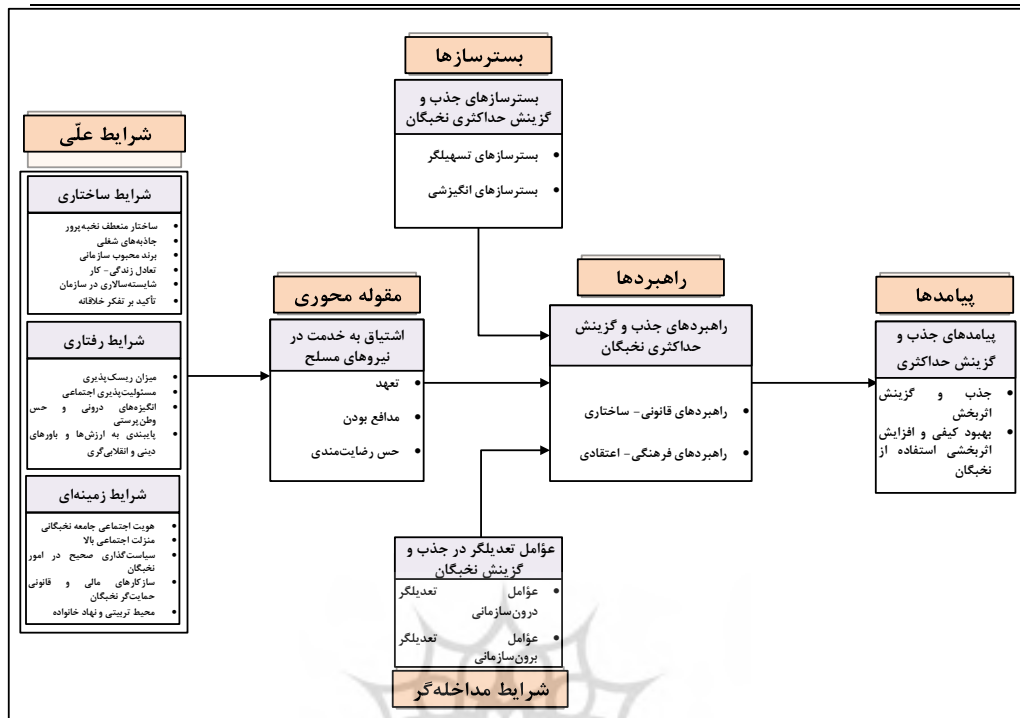 بسترسازها
بسترسازهای جذب و
گزینش حداکثری نخبگان
• بسترسازهای تسهیلگر
• بسترسازهای انگیزشی
شرایط علّی
شرایط ساختاری
• ساختار منعطف نخبه‌پرور
• جاذبه‌های شغلی
• برند محبوب سازمانی
• تعادل زندگی- کار
• شایسته‌سالاری در سازمان
• تأکید بر تفکر خلاقانه
شرایط رفتاری
• میزان ریسک‌پذیری
• مسئولیت‌پذیری اجتماعی
• انگیزه‌های درونی و حس
وطن‌پرستی
• پایبندی به ارزش‌ها و باورهای
دینی و انقلابی‌گری
شرایط زمینه‌ای
• هویت اجتماعی جامعه نخبگانی
• منزلت اجتماعی بالا
• سیاست‌گذاری صحیح در امور
نخبگان
• سازکارهای مالی و قانونی
حمایت‌گر نخبگان
• محیط تربیتی و نهاد خانواده
مقوله محوری
اشتیاق به خدمت در
نیروهای مسلح
• تعهد
• مدافع بودن
• حس رضایت‌مندی
راهبردها
راهبردهای جذب و گزینش
حداکثری نخبگان
• راهبردهای قانونی- ساختاری
• راهبردهای فرهنگی- اعتقادی
پیامدها
پیامدهای جذب و
گزینش حداکثری
• جذب و گزینش
اثربخش
• بهبود کیفی و افزایش
اثربخشی استفاده از
نخبگان
عؤامل تعدیلگر در جذب و
گزینش نخبگان
• عؤامل تعدیلگر
درون‌سازمانی
• عؤامل تعدیلگر
برون‌سازمانی
شرایط مداخله‌گر